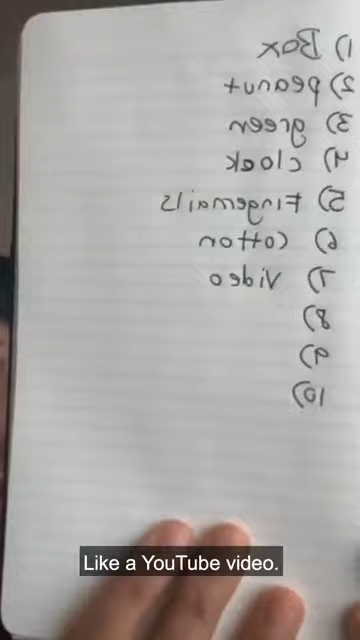 1) Box
2) peanut
3) green
4) clock
5) Fingernails
6) Cotton
7) Video
8)
9)
10)
Like a YouTube video.